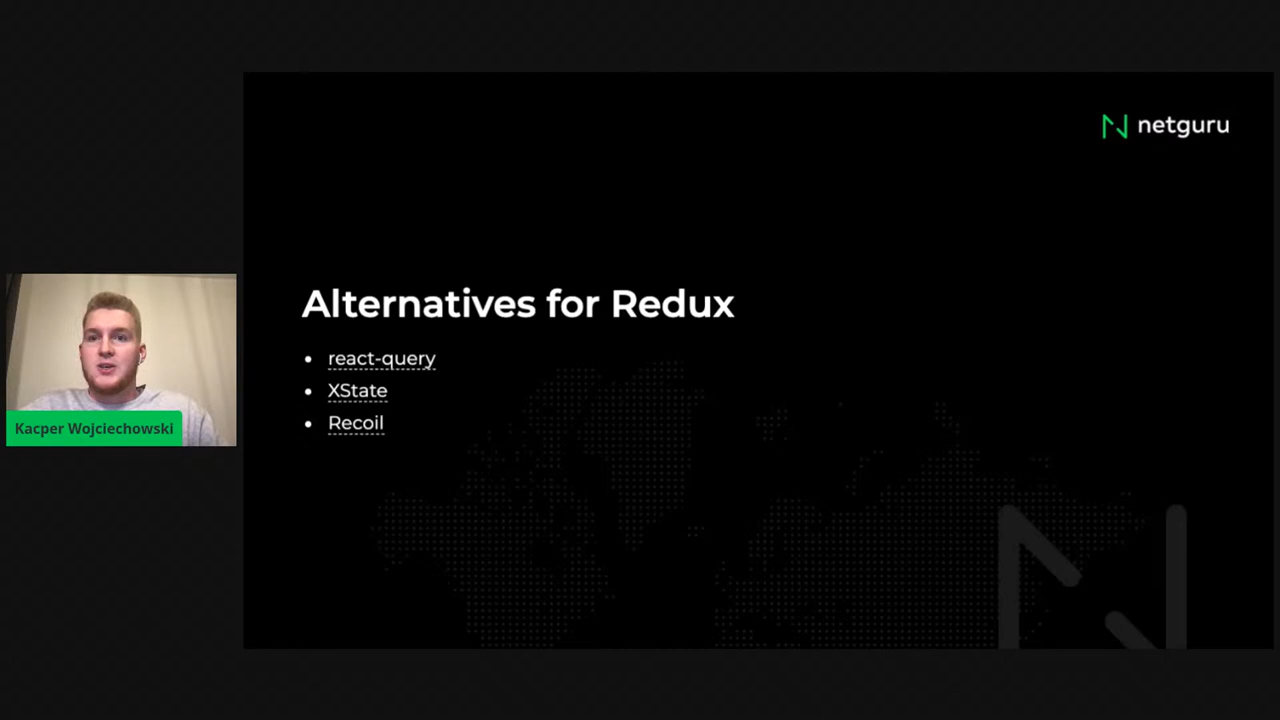 netguru
Alternatives for Redux
react-query
XState
Recoil
Kacper Wojciechowski